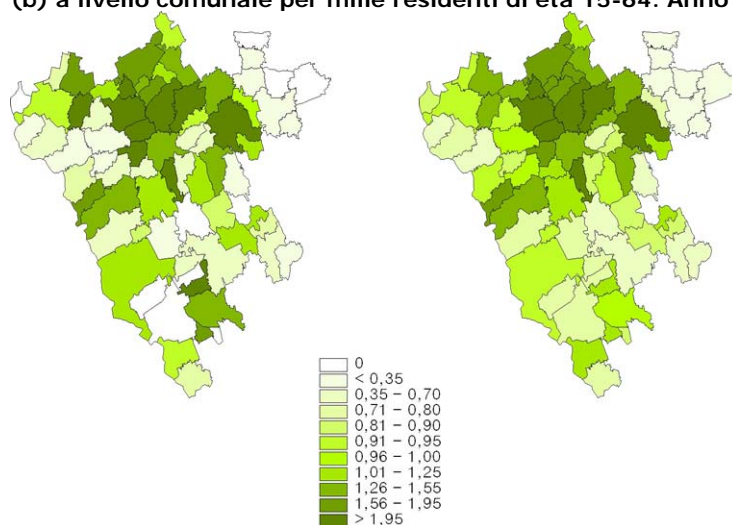 (b) a livello comunale per mille residenti di età 15-64. Anno
0
< 0,35
0,35 – 0,70
0,71 – 0,80
0,81 – 0,90
0,91 – 0,95
0,96 – 1,00
1,01 – 1,25
1,26 – 1,55
1,56 – 1,95
> 1,95